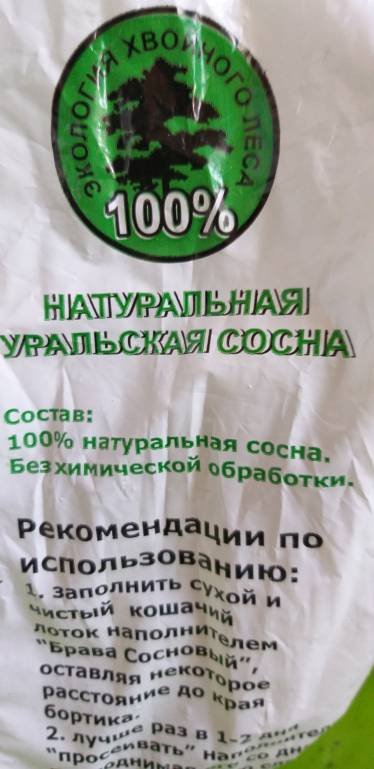 ЭКОЛОГИЯ ХВОЙНОГО ЛЕСА
100%
НАТУРАЛЬНАЯ
УРАЛЬСКАЯ СОСНА
Состав:
100% натуральная сосна.
Без химической обработки.
Рекомендации по
использованию:
1. заполнить сухой и
чистый кошачий
лоток наполнителем
"Брава Сосновый",
оставляя некоторое
расстояние до края
бортика.
2. лучше раз в 1-2 дня
"просеивать"